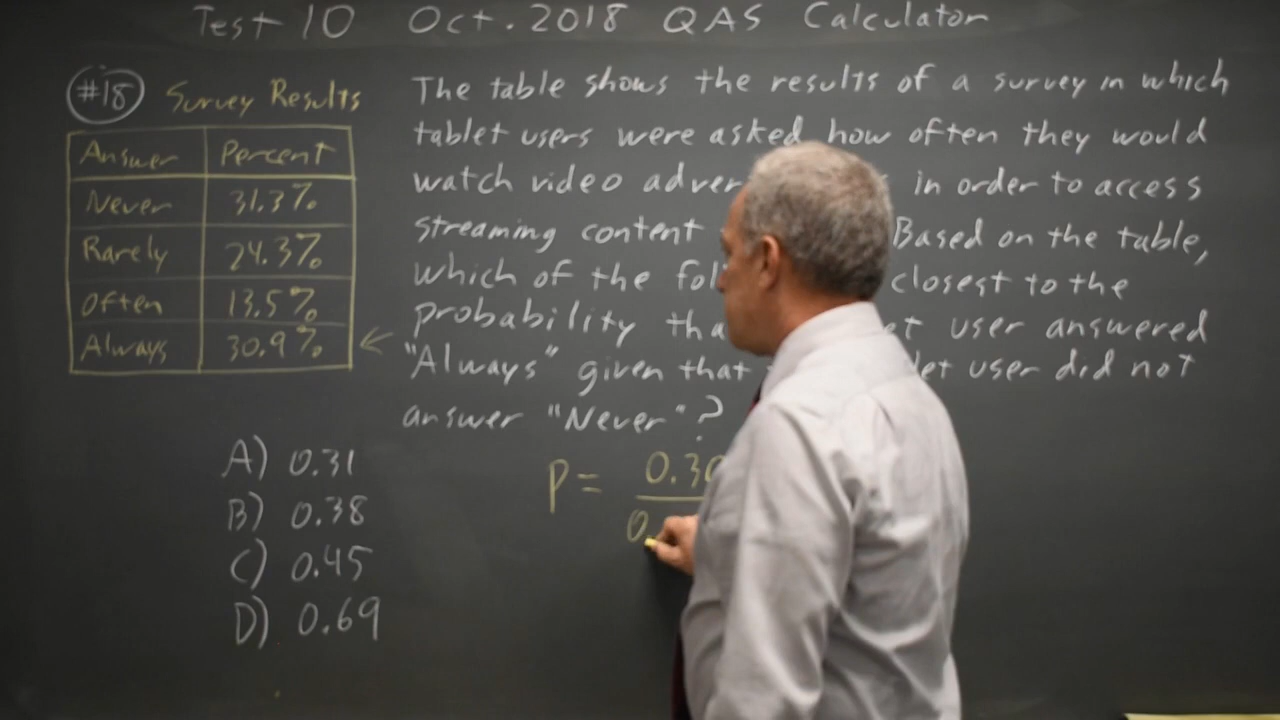 Test 10 Oct. 2018 QAS Calculator
#18 Survey Results
Answer Percent
Never 31.3%
Rarely 24.3%
Often 13.5%
Always 30.9%
The table shows the results of a survey in which
tablet users were asked how often they would
watch video in order to access
streaming content Based on the table,
which of the closest to the
probability user answered
"Always" given that user did not
answer "Never"?
A) 0.31
B) 0.38
C) 0.45
D) 0.69
P =